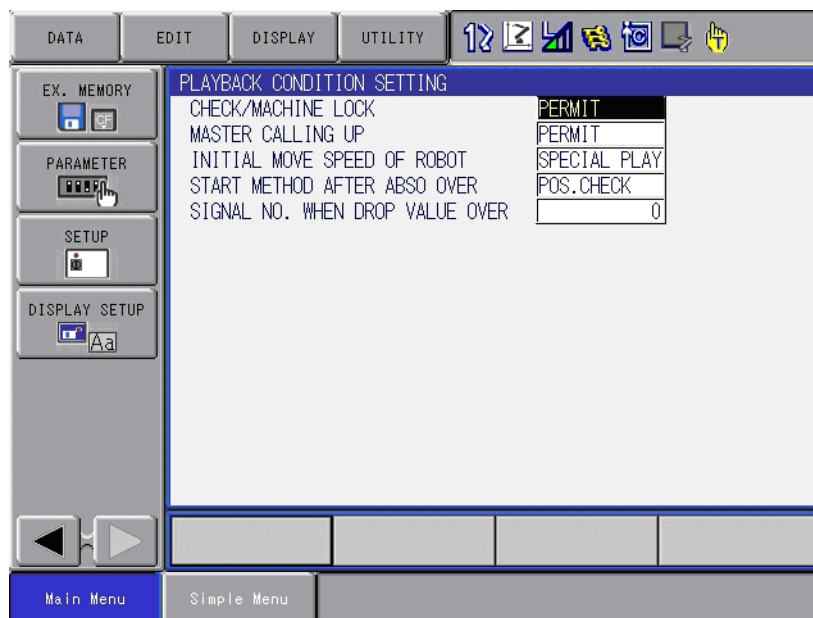 DATA EDIT DISPLAY UTILITY
EX. MEMORY
CF
PARAMETER
SETUP
DISPLAY SETUP
Aa
PLAYBACK CONDITION SETTING
CHECK/MACHINE LOCK PERMIT
MASTER CALLING UP PERMIT
INITIAL MOVE SPEED OF ROBOT SPECIAL PLAY
START METHOD AFTER ABSO OVER POS.CHECK
SIGNAL NO. WHEN DROP VALUE OVER 0
Main Menu Simple Menu